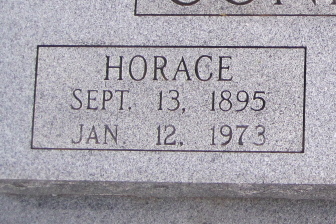 HORACE
SEPT. 13, 1895
JAN. 12, 1973